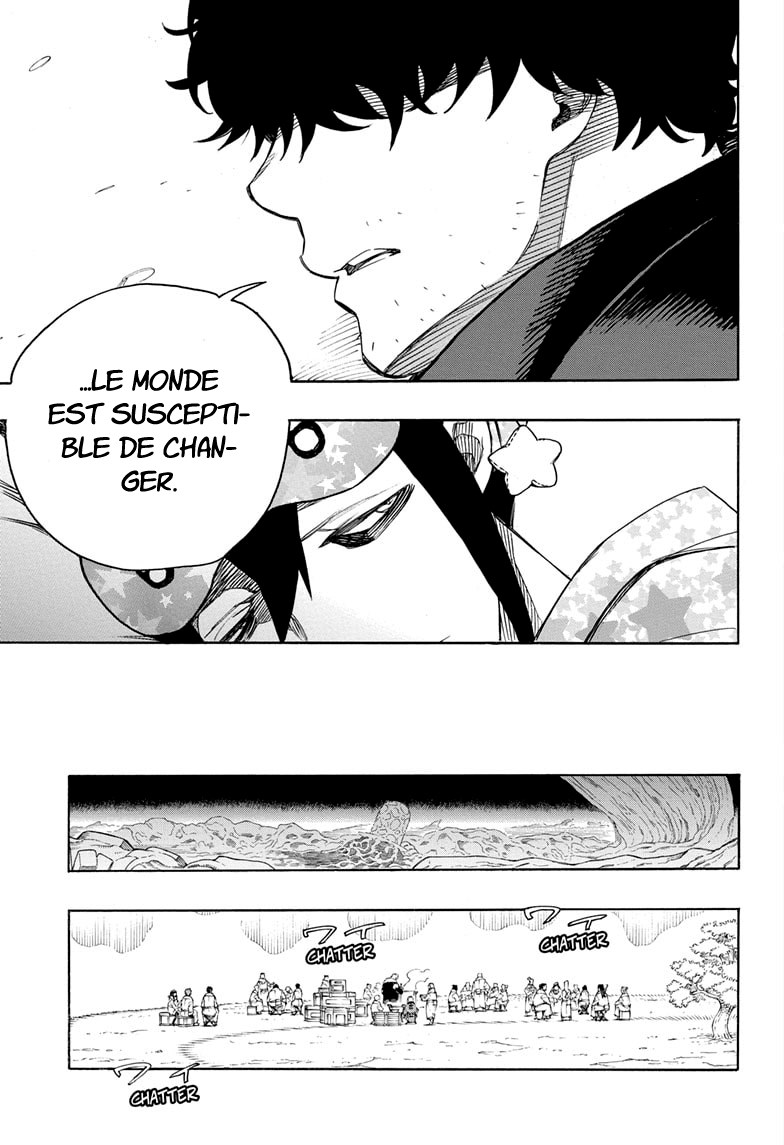 ...LE MONDE
EST SUSCEPTI-
BLE DE CHAN-
GER.
ワイ
CHATTER
ワイ
CHATTER
ワイ
CHATTER